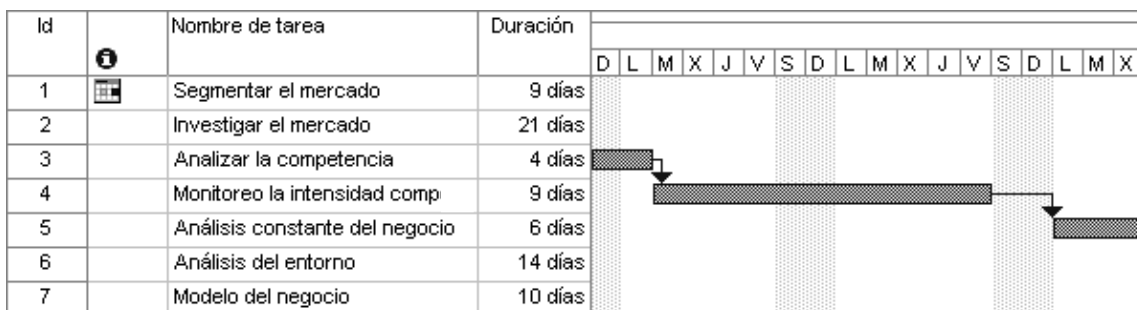 Id Nombre de tarea Duración
D L M X J V S D L M X J V S D L M X
1 Segmentar el mercado 9 días
2 Investigar el mercado 21 días
3 Analizar la competencia 4 días
4 Monitoreo la intensidad comp 9 días
5 Análisis constante del negocio 6 días
6 Análisis del entorno 14 días
7 Modelo del negocio 10 días